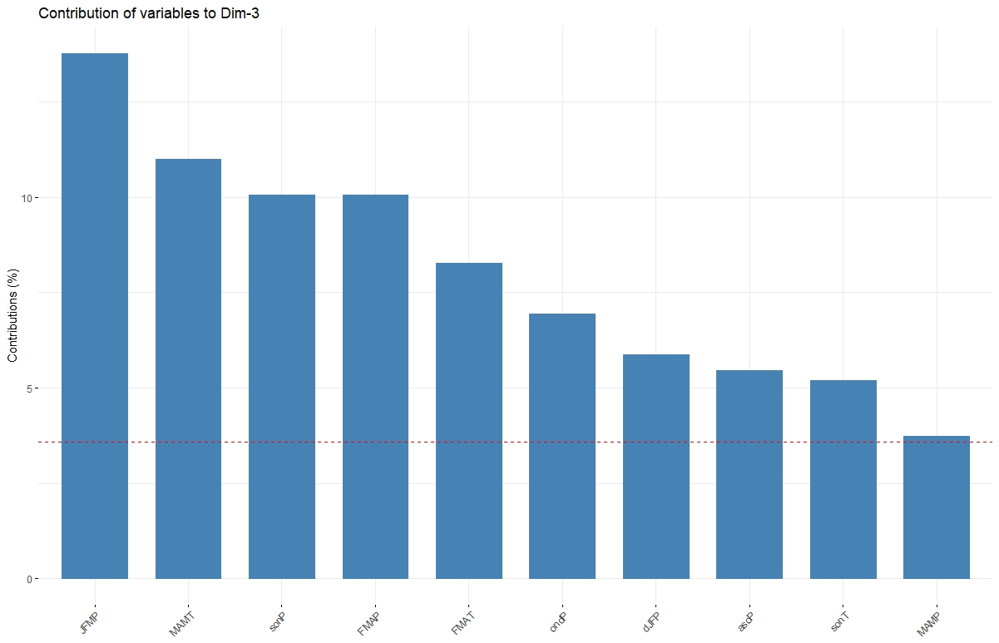 Contribution of variables to Dim-3
Contributions (%)
10
5
0
JFMP
MAMT
sonP
FMAP
FMAT
ondP
dJFP
asoP
sonT
MAMP